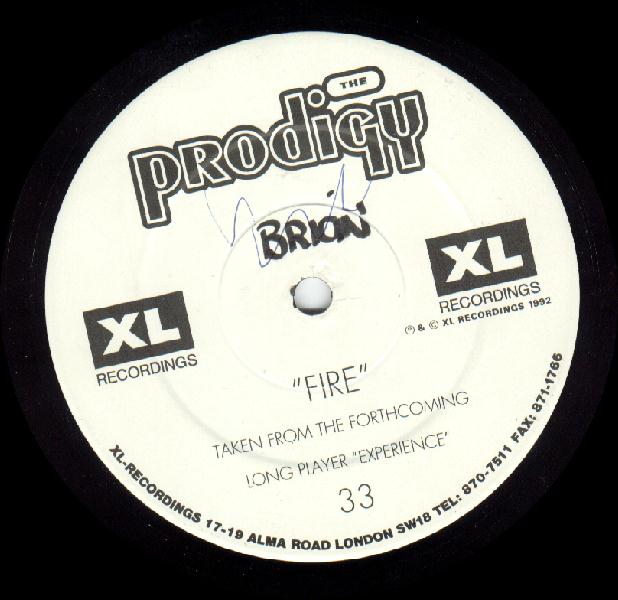 THE
PRODIGY
BRIAN
XL
RECORDINGS
℗ & © XL RECORDINGS 1992
XL
RECORDINGS
"FIRE"
TAKEN FROM THE FORTHCOMING
LONG PLAYER "EXPERIENCE'
33
XL-RECORDINGS 17-19 ALMA ROAD LONDON SW18 TEL: 870-7511 FAX: 871-1766